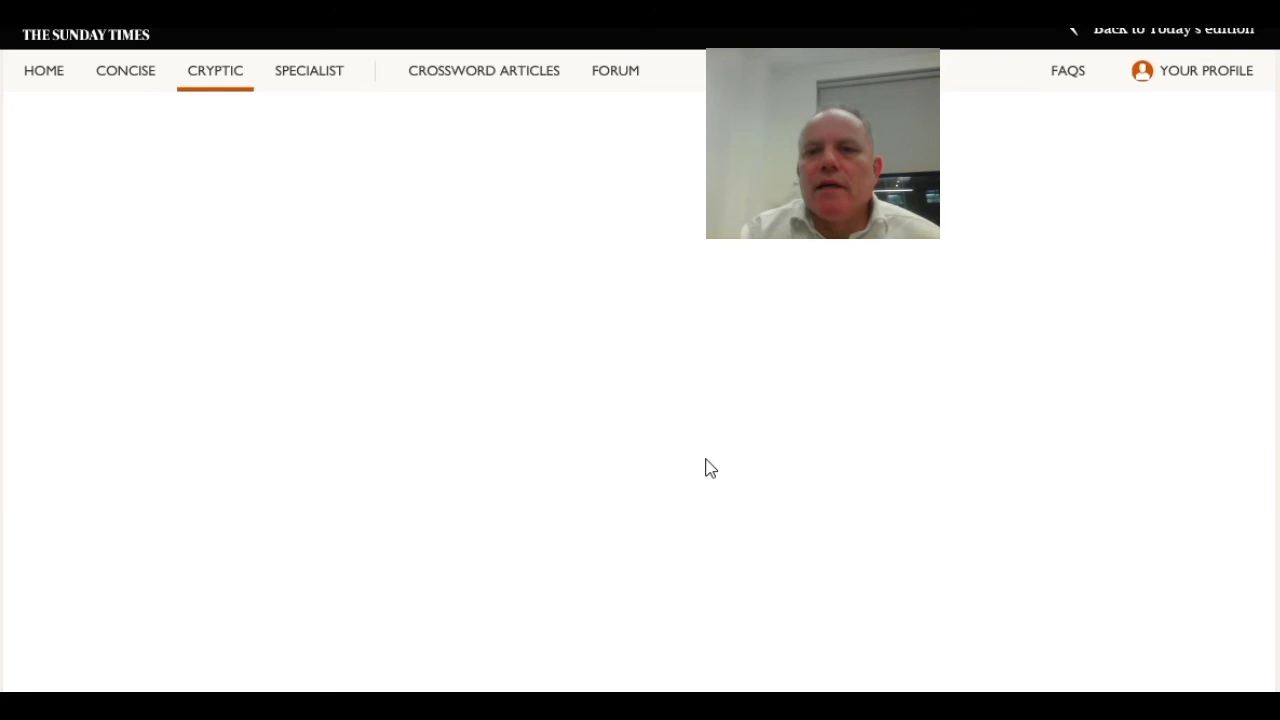 THE SUNDAY TIMES
Back to Today's edition
HOME CONCISE CRYPTIC SPECIALIST CROSSWORD ARTICLES FORUM FAQS YOUR PROFILE